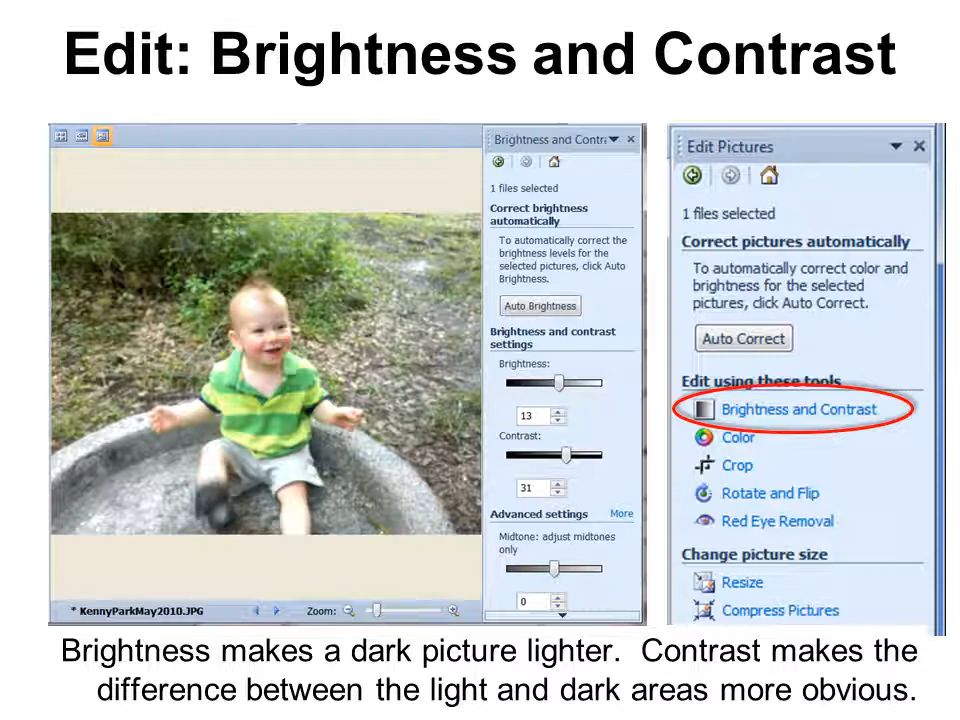 Edit: Brightness and Contrast
Brightness and Contra
1 files selected
Correct brightness
automatically
To automatically correct the
brightness levels for the
selected pictures, click Auto
Brightness.
Auto Brightness
Brightness and contrast
settings
Brightness:
13
Contrast:
31
Advanced settings More
Midtone: adjust midtones
only
0
* KennyParkMay2010.JPG Zoom:
Edit Pictures
1 files selected
Correct pictures automatically
To automatically correct color and
brightness for the selected
pictures, click Auto Correct.
Auto Correct
Edit using these tools
Brightness and Contrast
Color
Crop
Rotate and Flip
Red Eye Removal
Change picture size
Resize
Compress Pictures
Brightness makes a dark picture lighter. Contrast makes the
difference between the light and dark areas more obvious.